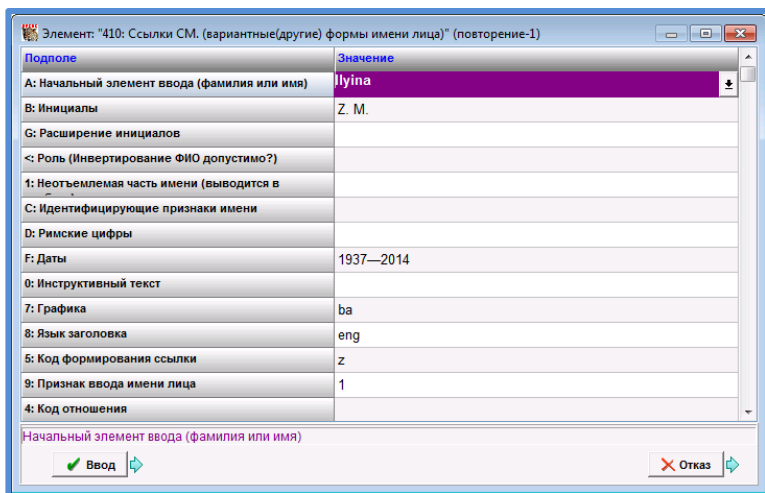 Элемент: "410: Ссылки СМ. (вариантные(другие) формы имени лица)" (повторение-1)
Подполе Значение
A: Начальный элемент ввода (фамилия или имя) Ilyina
B: Инициалы Z. M.
G: Расширение инициалов
<: Роль (Инвертирование ФИО допустимо?)
1: Неотъемлемая часть имени (выводится в
C: Идентифицирующие признаки имени
D: Римские цифры
F: Даты 1937—2014
0: Инструктивный текст
7: Графика ba
8: Язык заголовка eng
5: Код формирования ссылки z
9: Признак ввода имени лица 1
4: Код отношения
Начальный элемент ввода (фамилия или имя)
Ввод Отказ